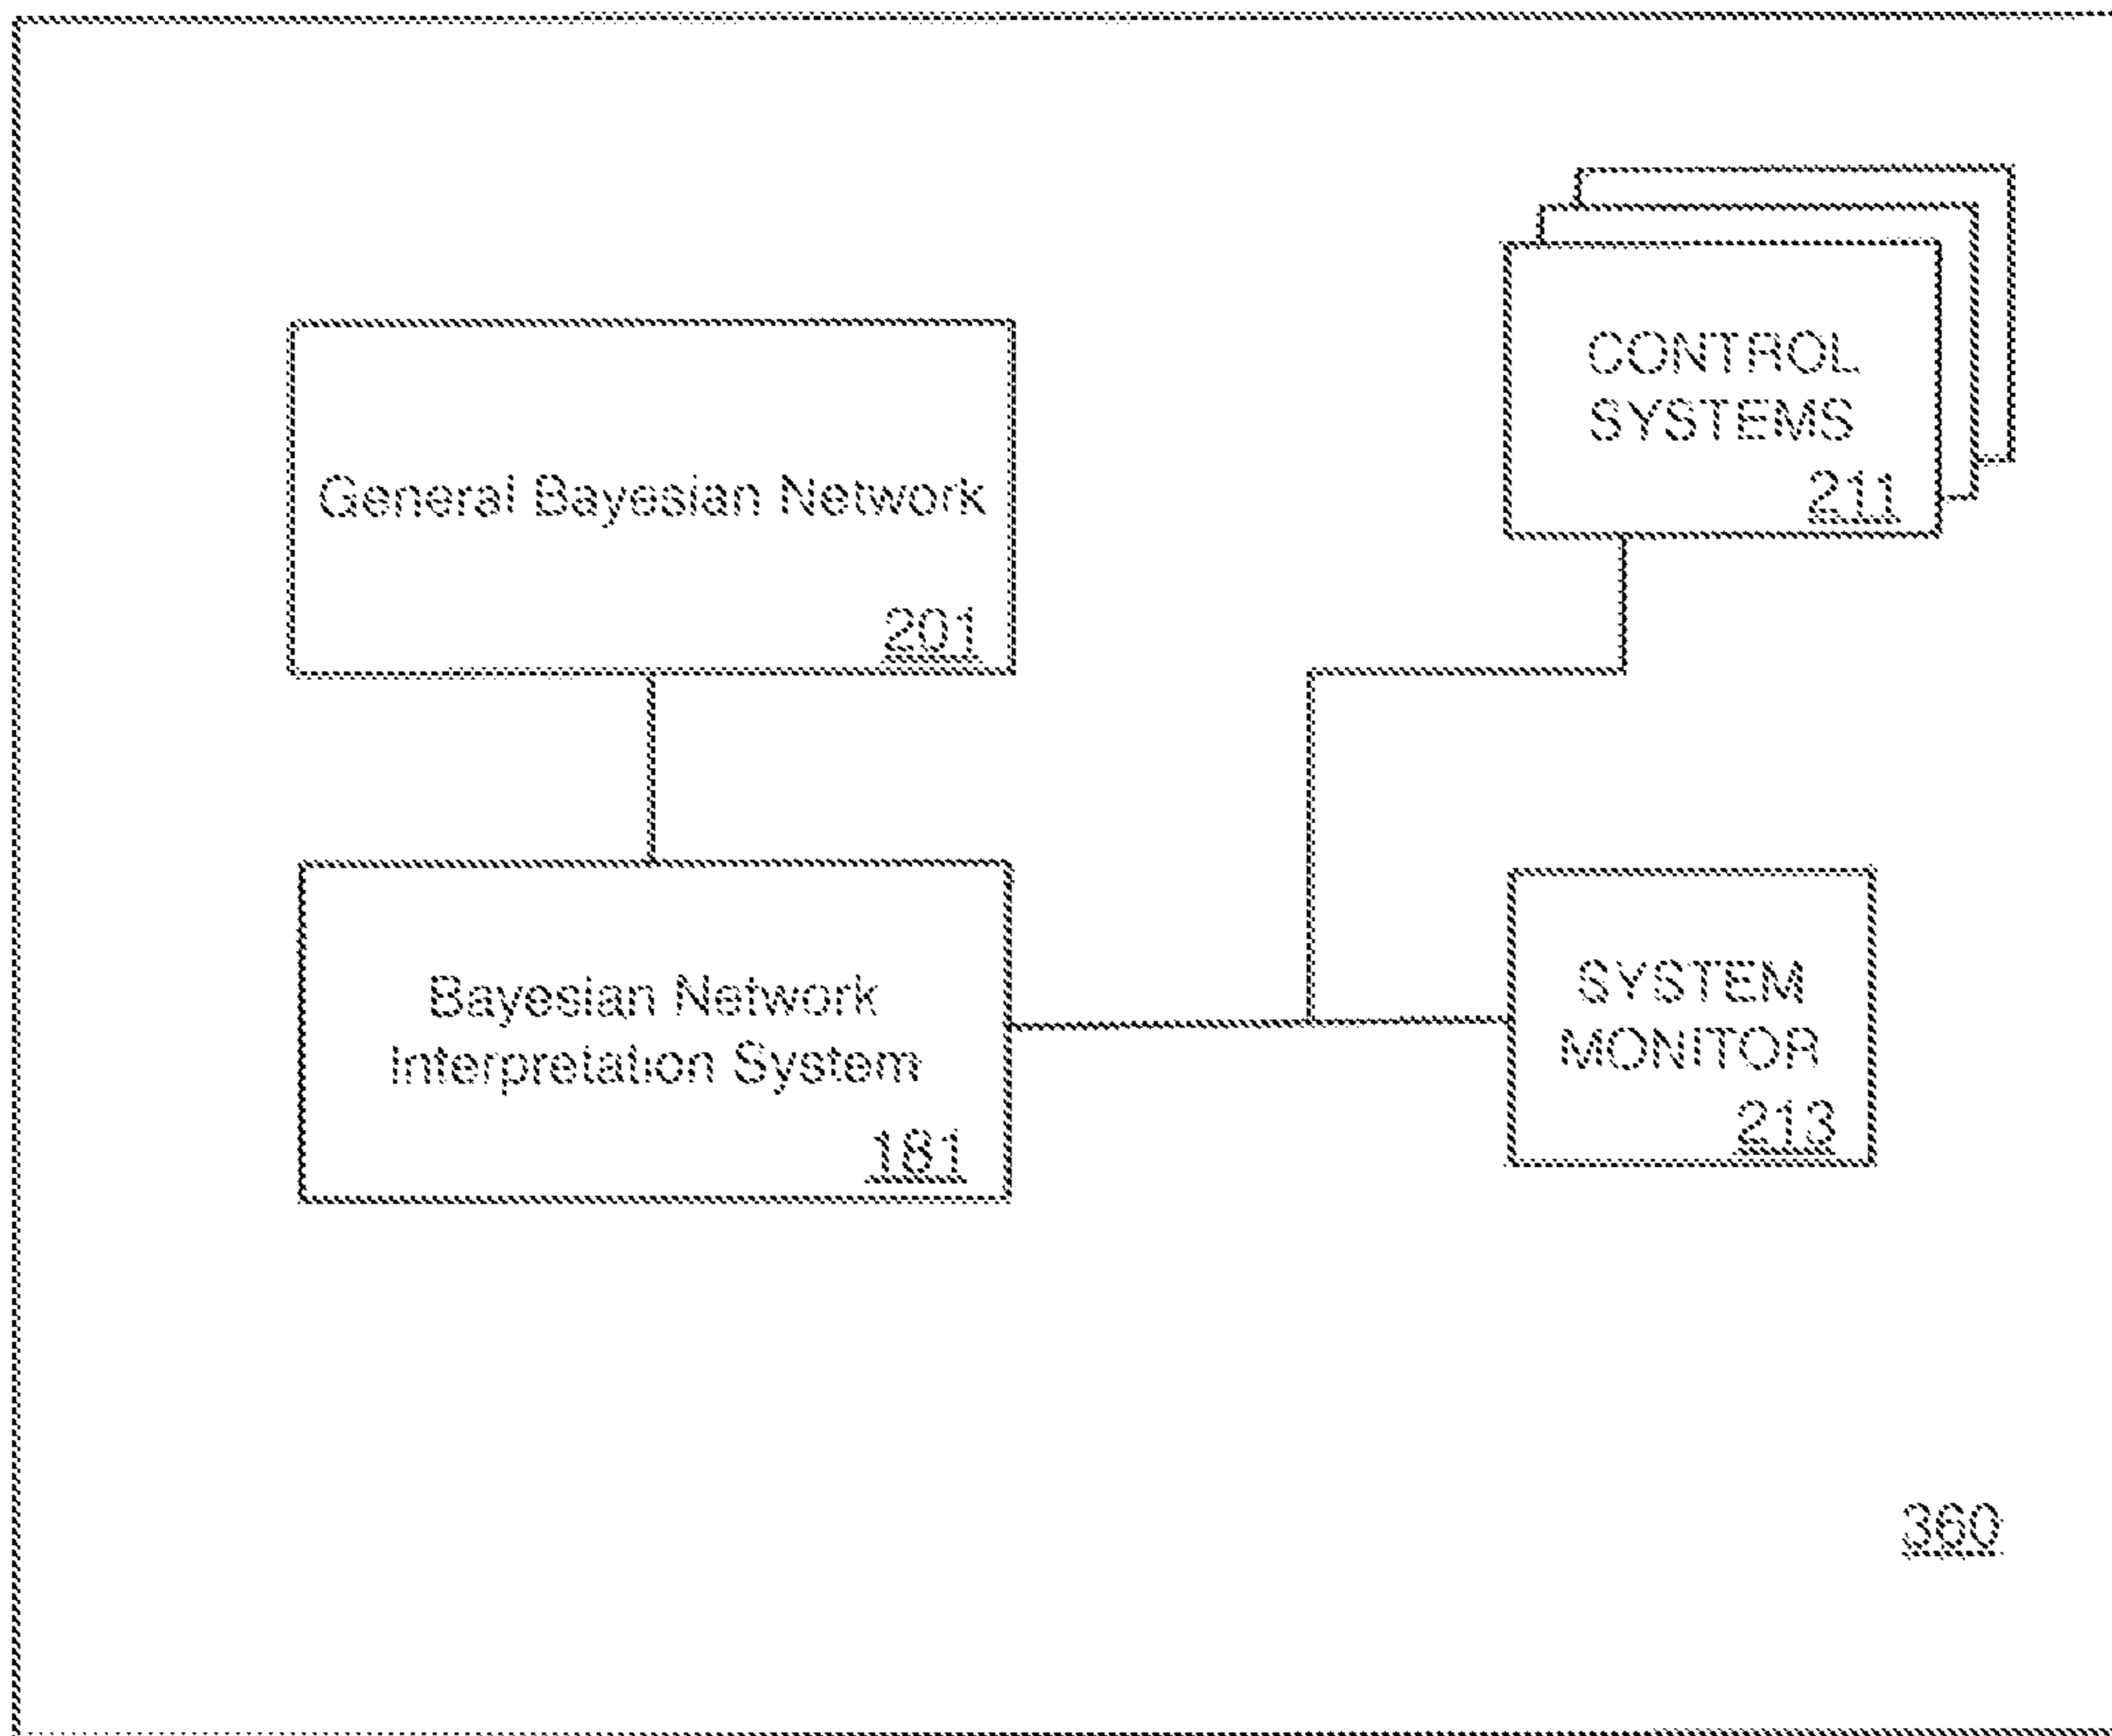 CONTROL
SYSTEMS
211
General Bayesian Network
201
Bayesian Network
Interpretation System
181
SYSTEM
MONITOR
213
360